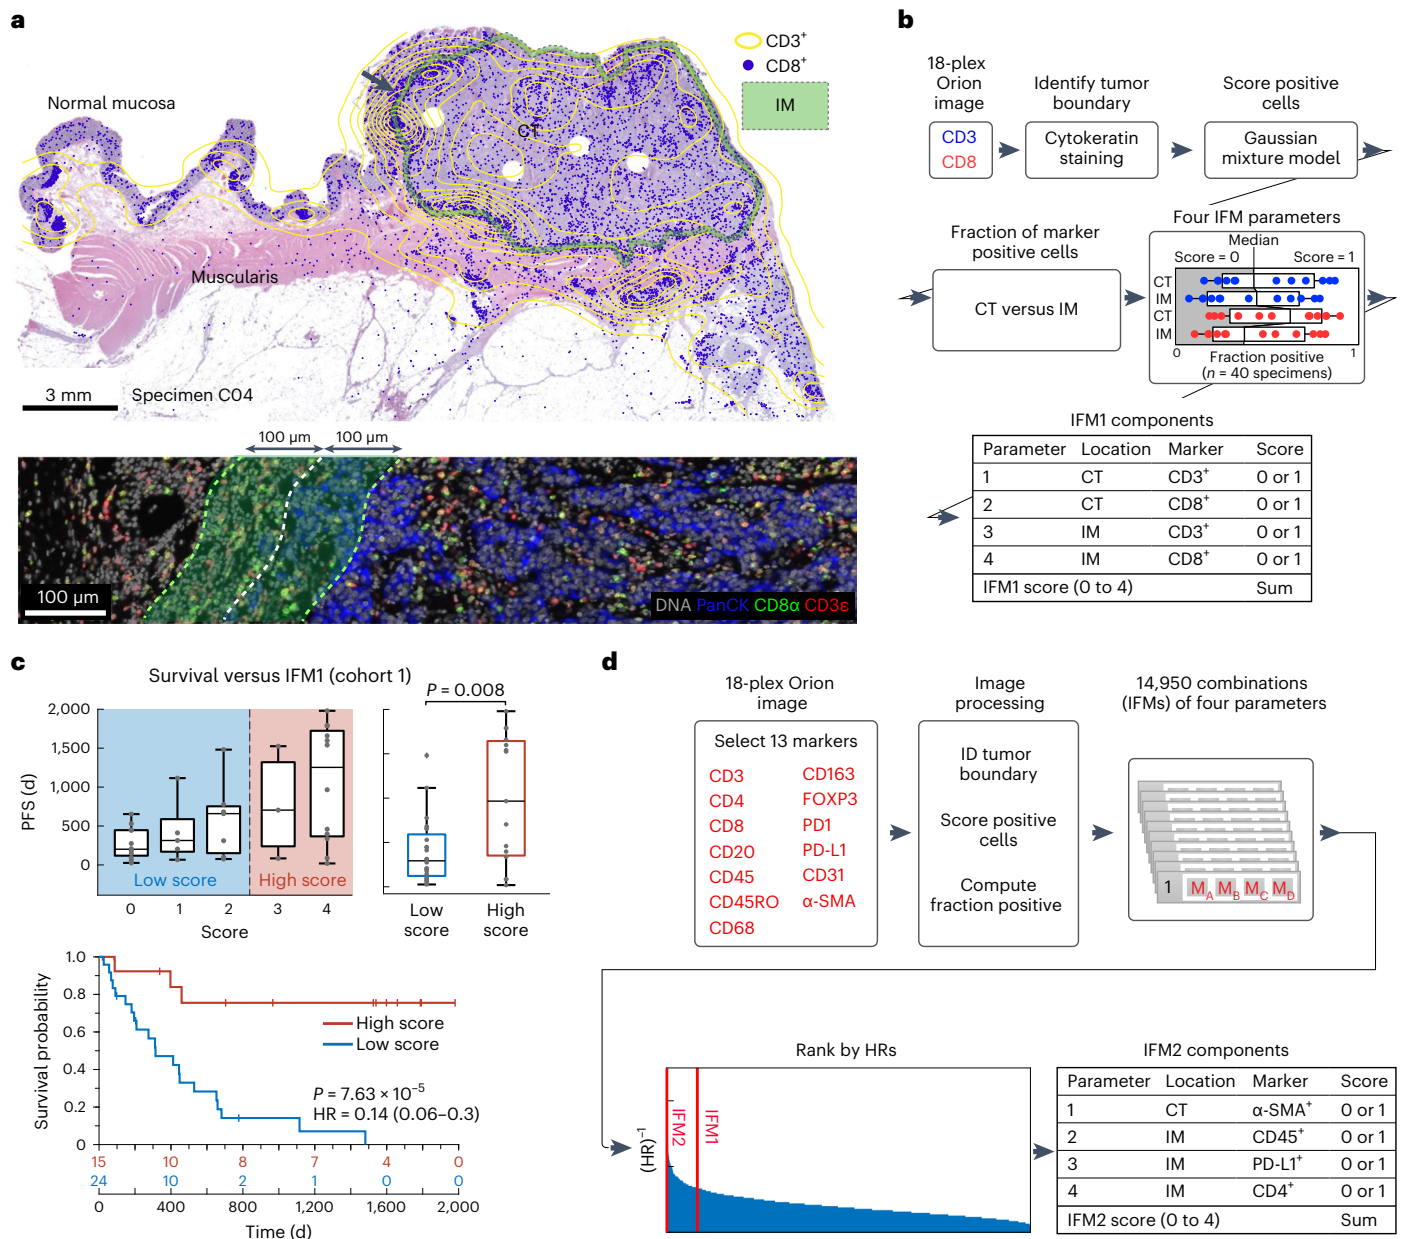 a
CD3+
CD8+
IM
Normal mucosa
CT
Muscularis
3 mm
Specimen C04
100 µm
100 µm
100 µm
DNA PanCK CD8α CD3ε
b
18-plex
Orion
image
Identify tumor
boundary
Score positive
cells
CD3
CD8
Cytokeratin
staining
Gaussian
mixture model
Fraction of marker
positive cells
CT versus IM
Four IFM parameters
Median
Score = 0
Score = 1
CT
IM
CT
IM
0
1
Fraction positive
(n = 40 specimens)
IFM1 components
Parameter Location Marker Score
1 CT CD3+ 0 or 1
2 CT CD8+ 0 or 1
3 IM CD3+ 0 or 1
4 IM CD8+ 0 or 1
IFM1 score (0 to 4) Sum
c
Survival versus IFM1 (cohort 1)
PFS (d)
2,000
1,500
1,000
500
0
Low score
High score
0 1 2 3 4
Score
P = 0.008
Low
score
High
score
Survival probability
1.0
0.8
0.6
0.4
0.2
0
High score
Low score
P = 7.63 × 10−5
HR = 0.14 (0.06–0.3)
15 10 8 7 4 0
24 10 2 1 0 0
0 400 800 1,200 1,600 2,000
Time (d)
d
18-plex Orion
image
Image
processing
14,950 combinations
(IFMs) of four parameters
Select 13 markers
CD3
CD4
CD8
CD20
CD45
CD45RO
CD68
CD163
FOXP3
PD1
PD-L1
CD31
α-SMA
ID tumor
boundary
Score positive
cells
Compute
fraction positive
1 MA MB MC MD
Rank by HRs
(HR)−1
IFM2
IFM1
IFM2 components
Parameter Location Marker Score
1 CT α-SMA+ 0 or 1
2 IM CD45+ 0 or 1
3 IM PD-L1+ 0 or 1
4 IM CD4+ 0 or 1
IFM2 score (0 to 4) Sum